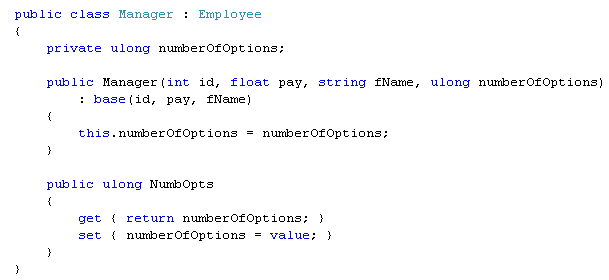 public class Manager : Employee
{
    private ulong numberOfOptions;

    public Manager(int id, float pay, string fName, ulong numberOfOptions)
        : base(id, pay, fName)
    {
        this.numberOfOptions = numberOfOptions;
    }

    public ulong NumbOpts
    {
        get { return numberOfOptions; }
        set { numberOfOptions = value; }
    }
}